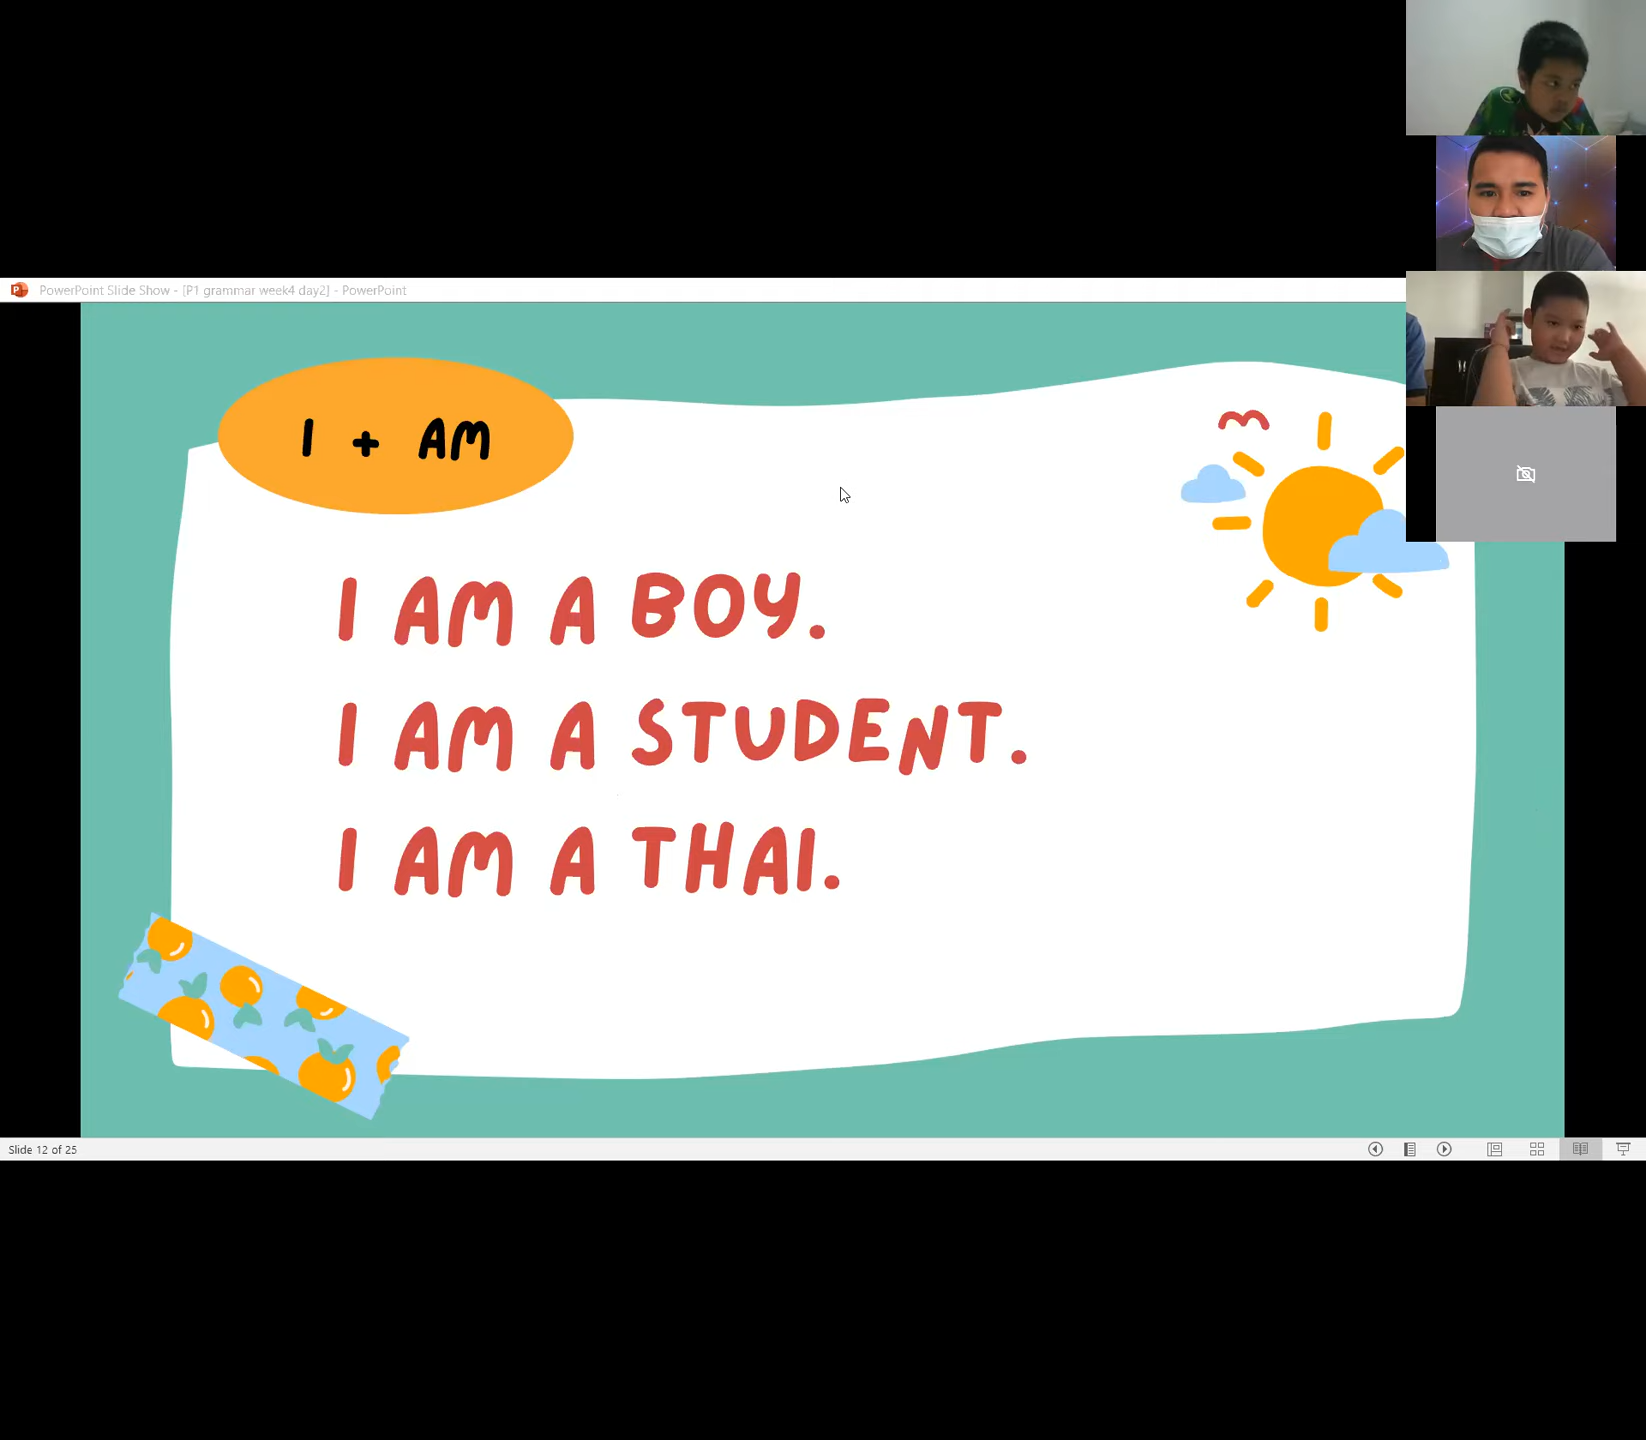 PowerPoint Slide Show - [P1 grammar week4 day2] - PowerPoint
I + AM
I AM A BOY.
I AM A STUDENT.
I AM A THAI.
Slide 12 of 25